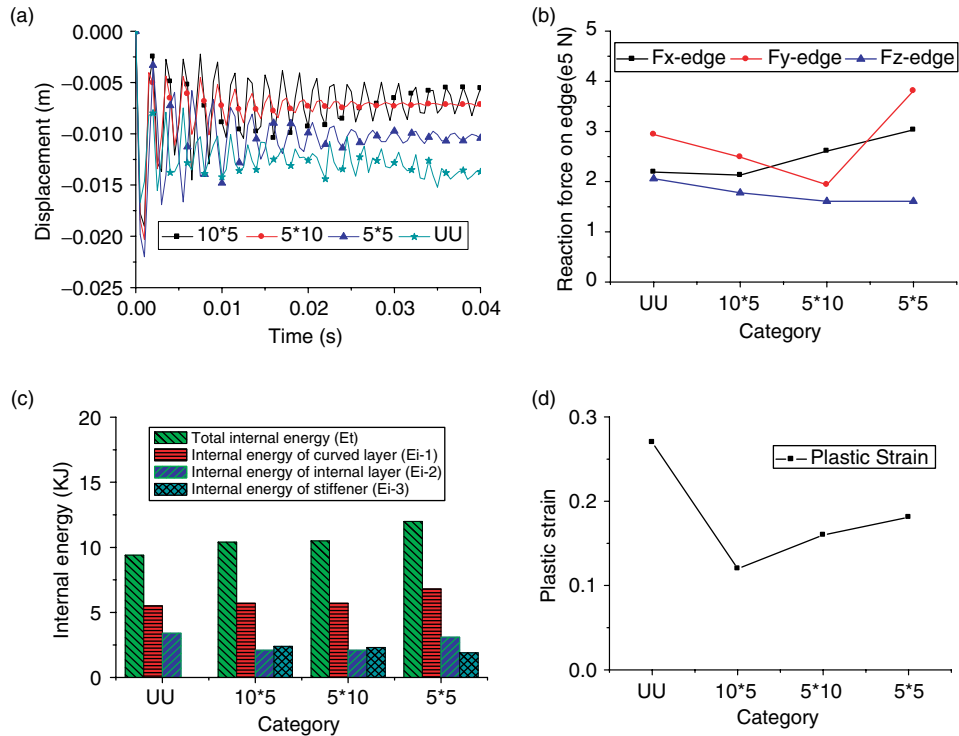 (a)
0.000
−0.005
−0.010
−0.015
−0.020
−0.025
Displacement (m)
10*5 5*10 5*5 UU
0.00 0.01 0.02 0.03 0.04
Time (s)
(b)
6
5
4
3
2
1
0
Reaction force on edge(e5 N)
Fx-edge Fy-edge Fz-edge
UU 10*5 5*10 5*5
Category
(c)
20
15
10
5
0
Internal energy (KJ)
Total internal energy (Et)
Internal energy of curved layer (Ei-1)
Internal energy of internal layer (Ei-2)
Internal energy of stiffener (Ei-3)
UU 10*5 5*10 5*5
Category
(d)
0.3
0.2
0.1
0.0
Plastic strain
Plastic Strain
UU 10*5 5*10 5*5
Category